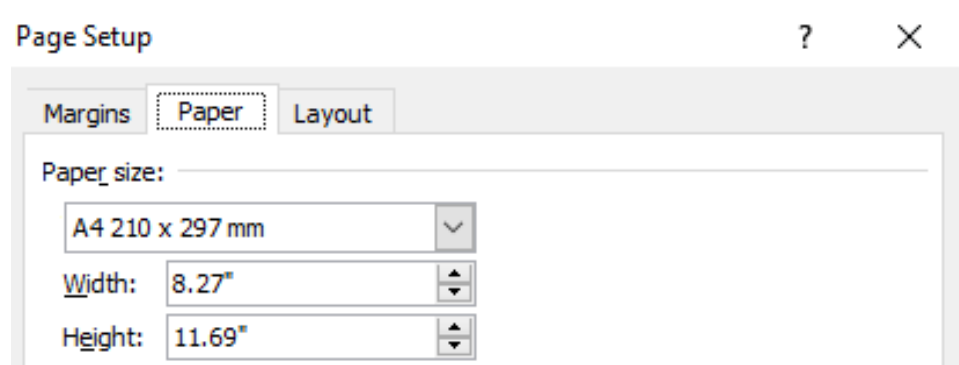 Page Setup ? ×
Margins Paper Layout
Paper size:
A4 210 x 297 mm
Width: 8.27"
Height: 11.69"